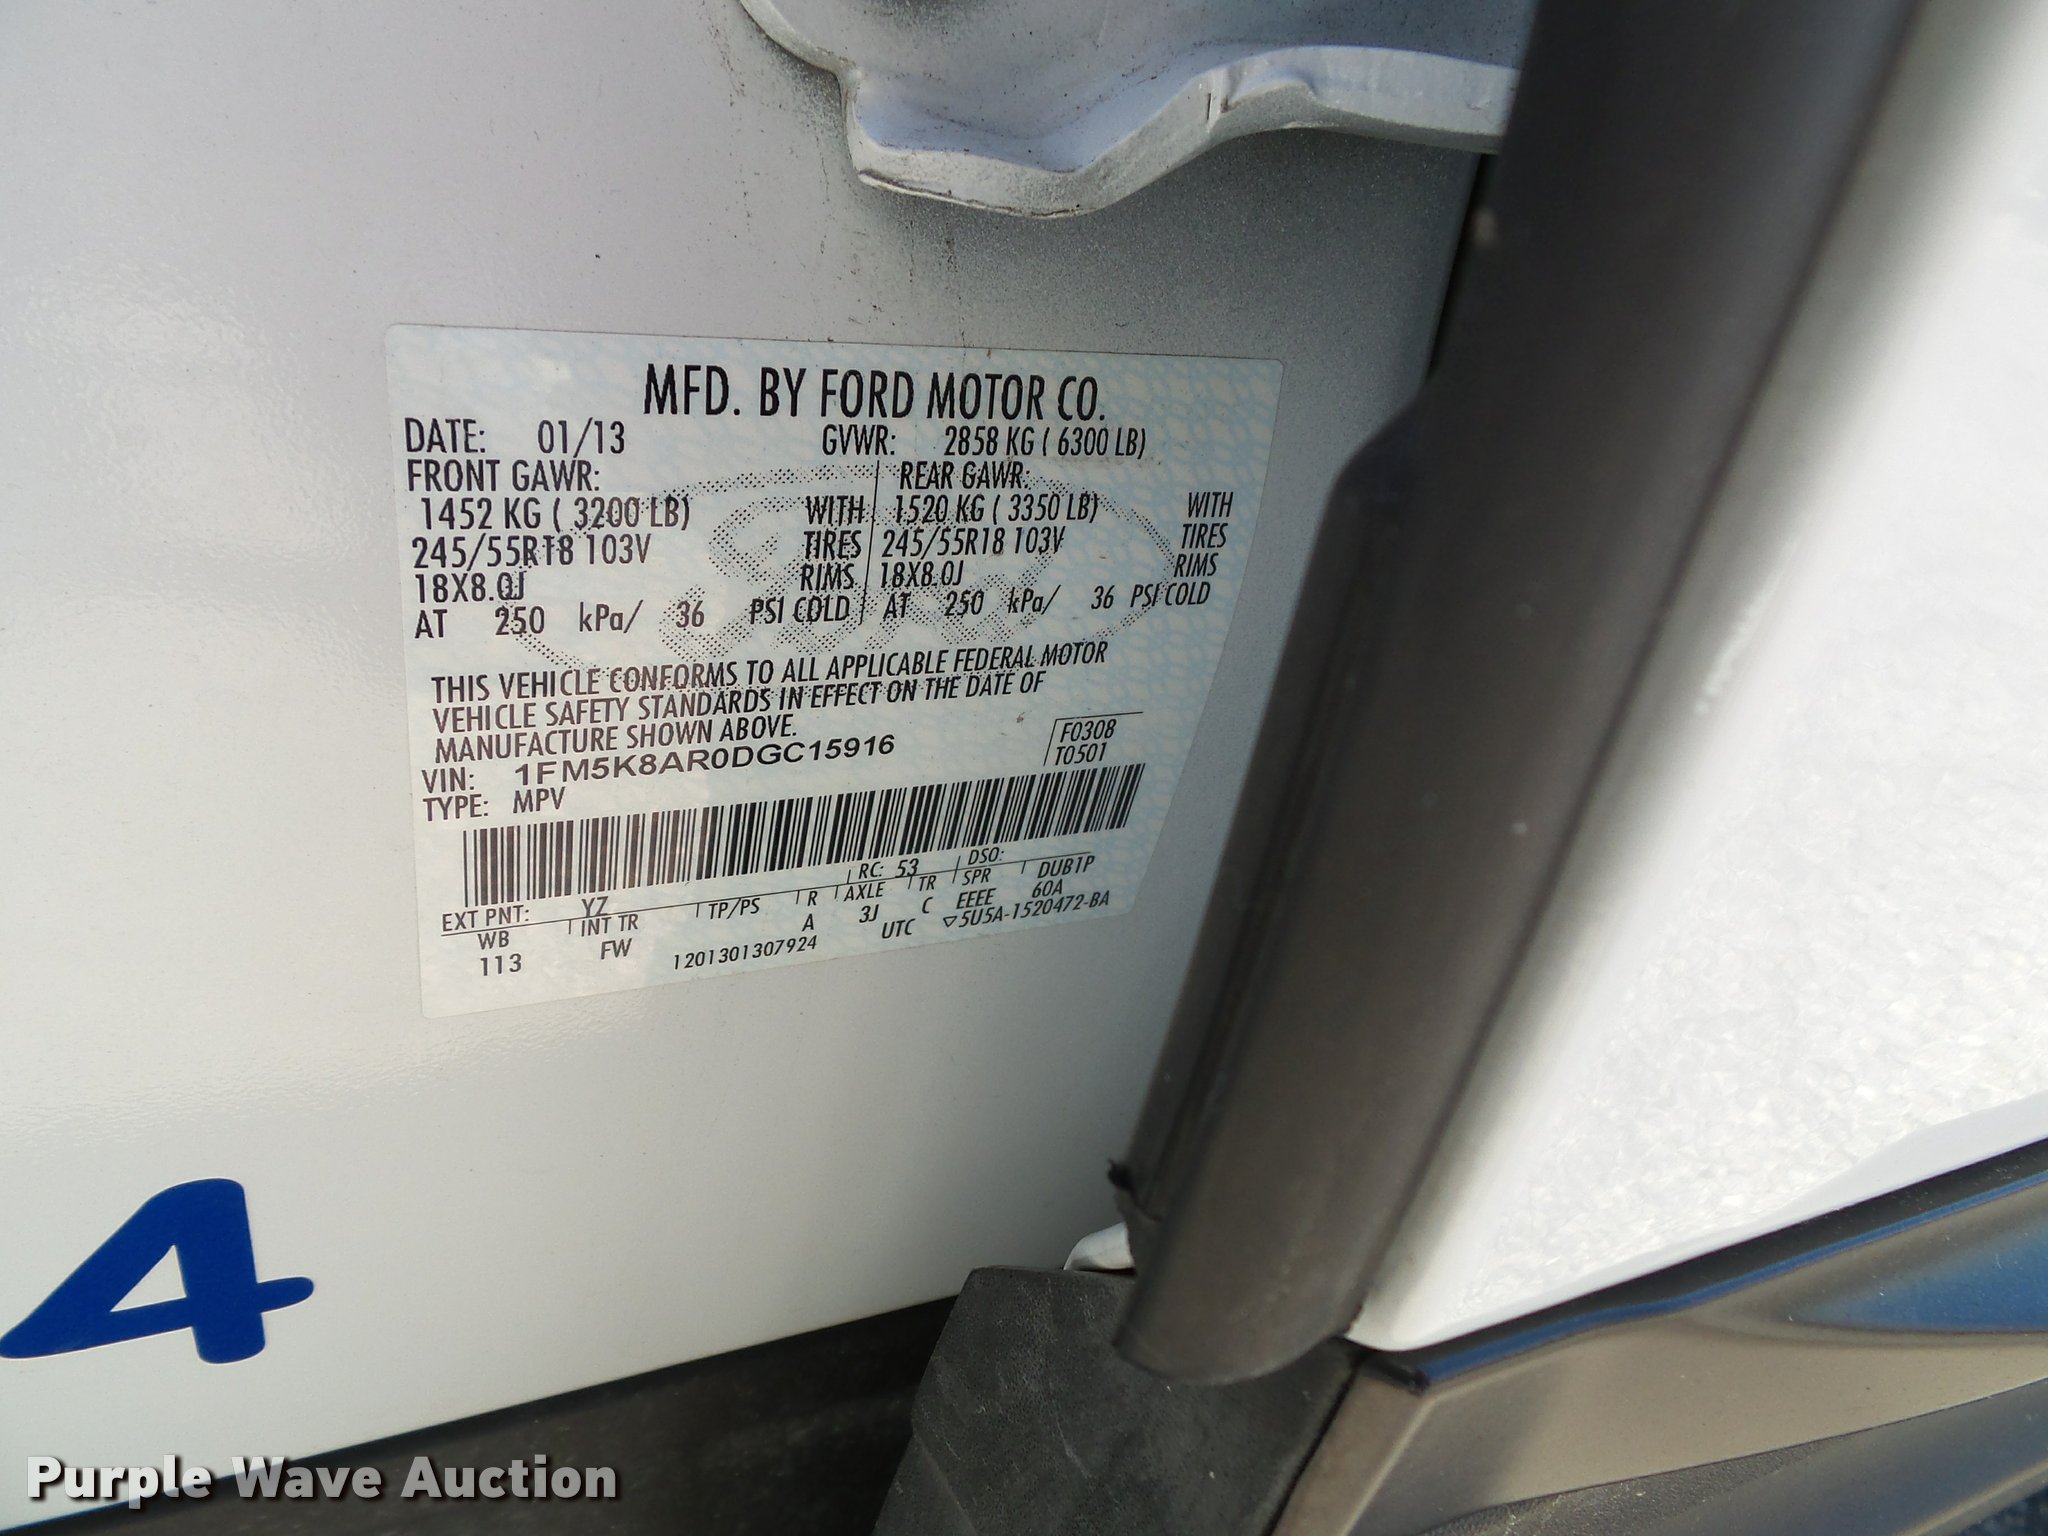 MFD. BY FORD MOTOR CO.
DATE: 01/13 GVWR: 2858 KG ( 6300 LB)
FRONT GAWR: REAR GAWR:
1452 KG ( 3200 LB) WITH 1520 KG ( 3350 LB) WITH
245/55R18 103V TIRES 245/55R18 103V TIRES
18X8.0J RIMS 18X8.0J RIMS
AT 250 kPa/ 36 PSI COLD AT 250 kPa/ 36 PSI COLD
THIS VEHICLE CONFORMS TO ALL APPLICABLE FEDERAL MOTOR
VEHICLE SAFETY STANDARDS IN EFFECT ON THE DATE OF
MANUFACTURE SHOWN ABOVE.
VIN: 1FM5K8AR0DGC15916 F0308
TYPE: MPV T0501
EXT PNT: YZ RC: 53 DSO:
WB INT TR TP/PS R AXLE TR SPR DUB1P
113 FW A 3J C EEEE 60A
1201301307924 UTC ▽5U5A-1520472-BA
4
Purple Wave Auction